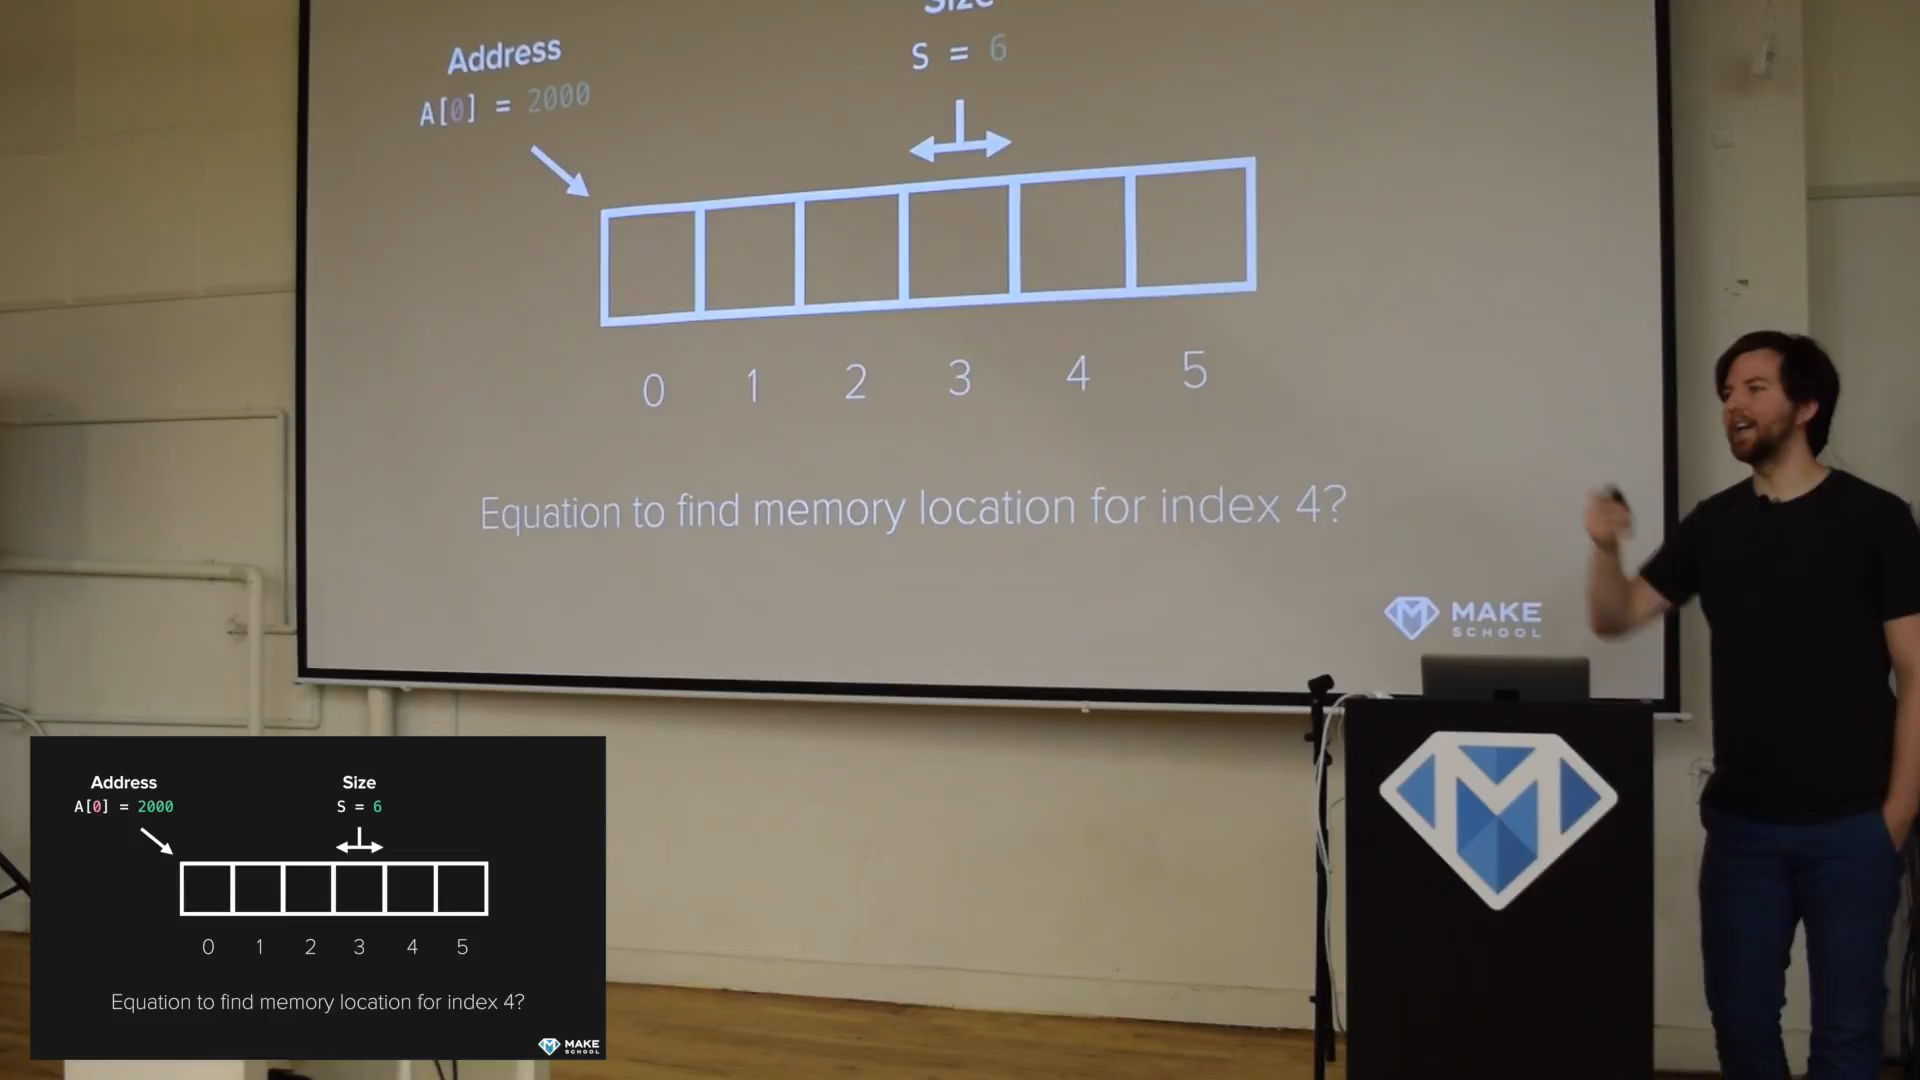 Size
Address
S = 6
A[0] = 2000
0 1 2 3 4 5
Equation to find memory location for index 4?
MAKE
SCHOOL
Address
Size
A[0] = 2000
S = 6
0 1 2 3 4 5
Equation to find memory location for index 4?
MAKE
SCHOOL